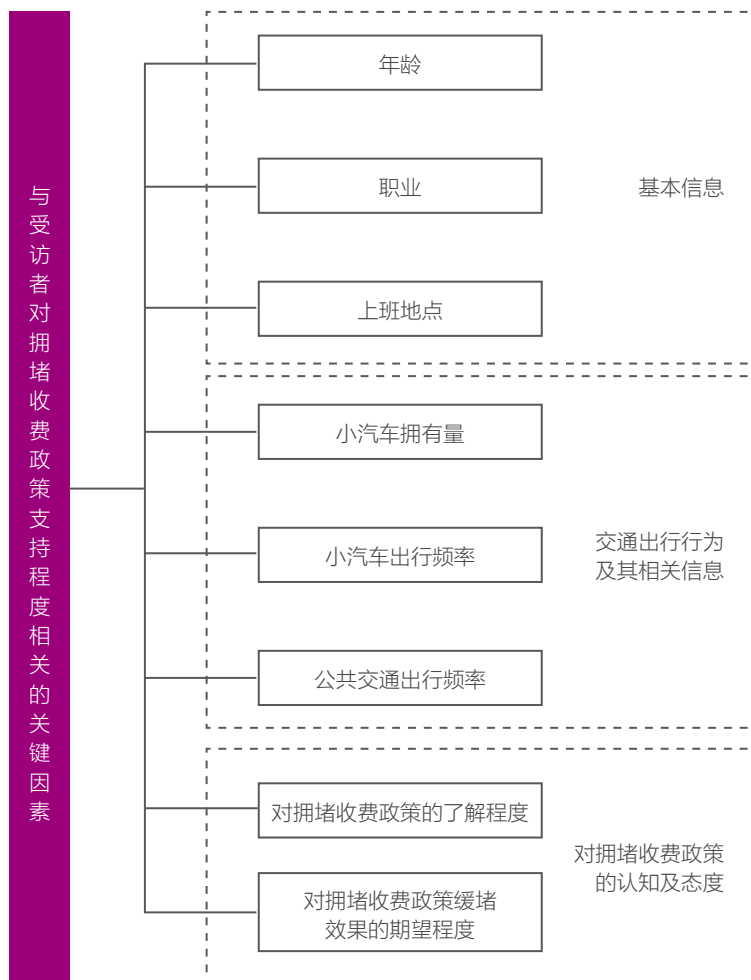 与受访者对拥堵收费政策支持程度相关的关键因素
年龄
职业
基本信息
上班地点
小汽车拥有量
小汽车出行频率
交通出行行为
及其相关信息
公共交通出行频率
对拥堵收费政策的了解程度
对拥堵收费政策
的认知及态度
对拥堵收费政策缓堵
效果的期望程度